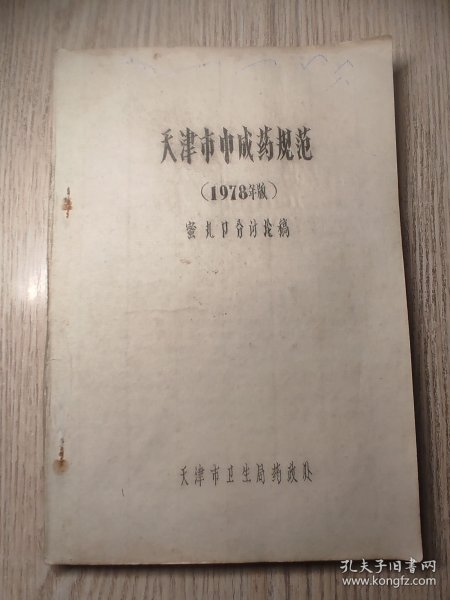 天津市中成药规范
（1978年版）
蜜丸部分讨论稿
天津市卫生局药政处
孔夫子旧书网
www.kongfz.com